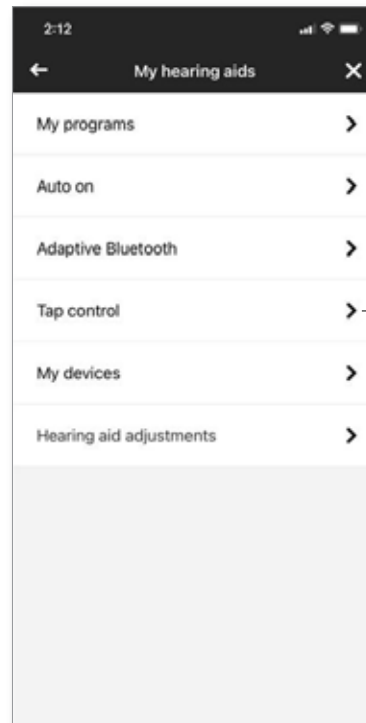 2:12
My hearing aids
My programs
Auto on
Adaptive Bluetooth
Tap control
My devices
Hearing aid adjustments